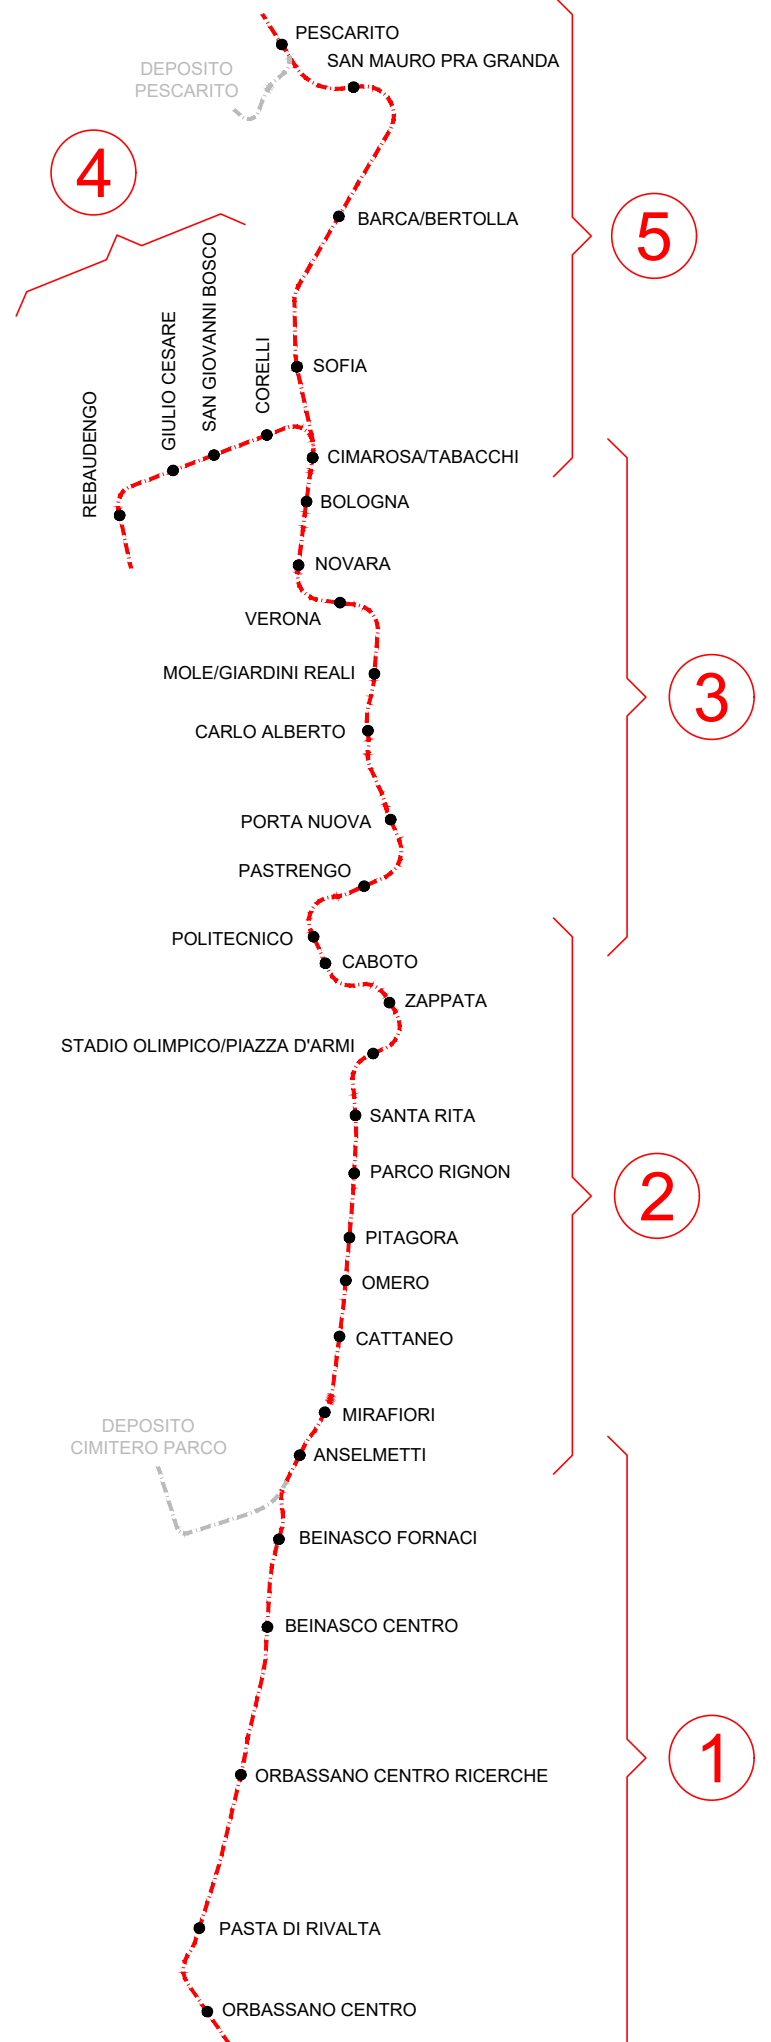 PESCARITO
SAN MAURO PRA GRANDA
DEPOSITO
PESCARITO
4
BARCA/BERTOLLA
5
SAN GIOVANNI BOSCO
GIULIO CESARE
CORELLI
REBAUDENGO
SOFIA
CIMAROSA/TABACCHI
BOLOGNA
NOVARA
VERONA
MOLE/GIARDINI REALI
3
CARLO ALBERTO
PORTA NUOVA
PASTRENGO
POLITECNICO
CABOTO
ZAPPATA
STADIO OLIMPICO/PIAZZA D'ARMI
SANTA RITA
PARCO RIGNON
2
PITAGORA
OMERO
CATTANEO
MIRAFIORI
DEPOSITO
CIMITERO PARCO
ANSELMETTI
BEINASCO FORNACI
BEINASCO CENTRO
1
ORBASSANO CENTRO RICERCHE
PASTA DI RIVALTA
ORBASSANO CENTRO